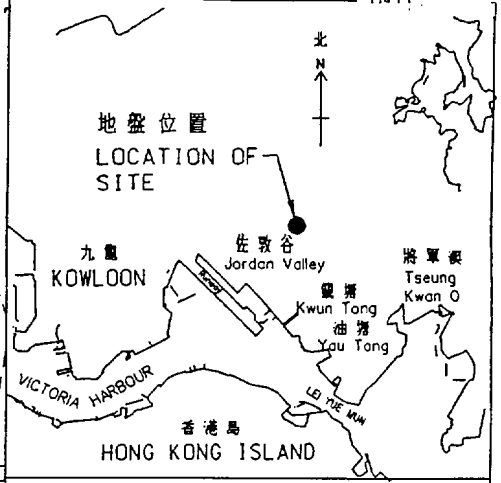 北
N
地盤位置
LOCATION OF
SITE
九龍
KOWLOON
佐敦谷
Jordan Valley
Runway
將軍澳
Tseung
Kwan O
觀塘
Kwun Tong
油塘
Yau Tong
VICTORIA HARBOUR
LEI YUE MUN
香港島
HONG KONG ISLAND